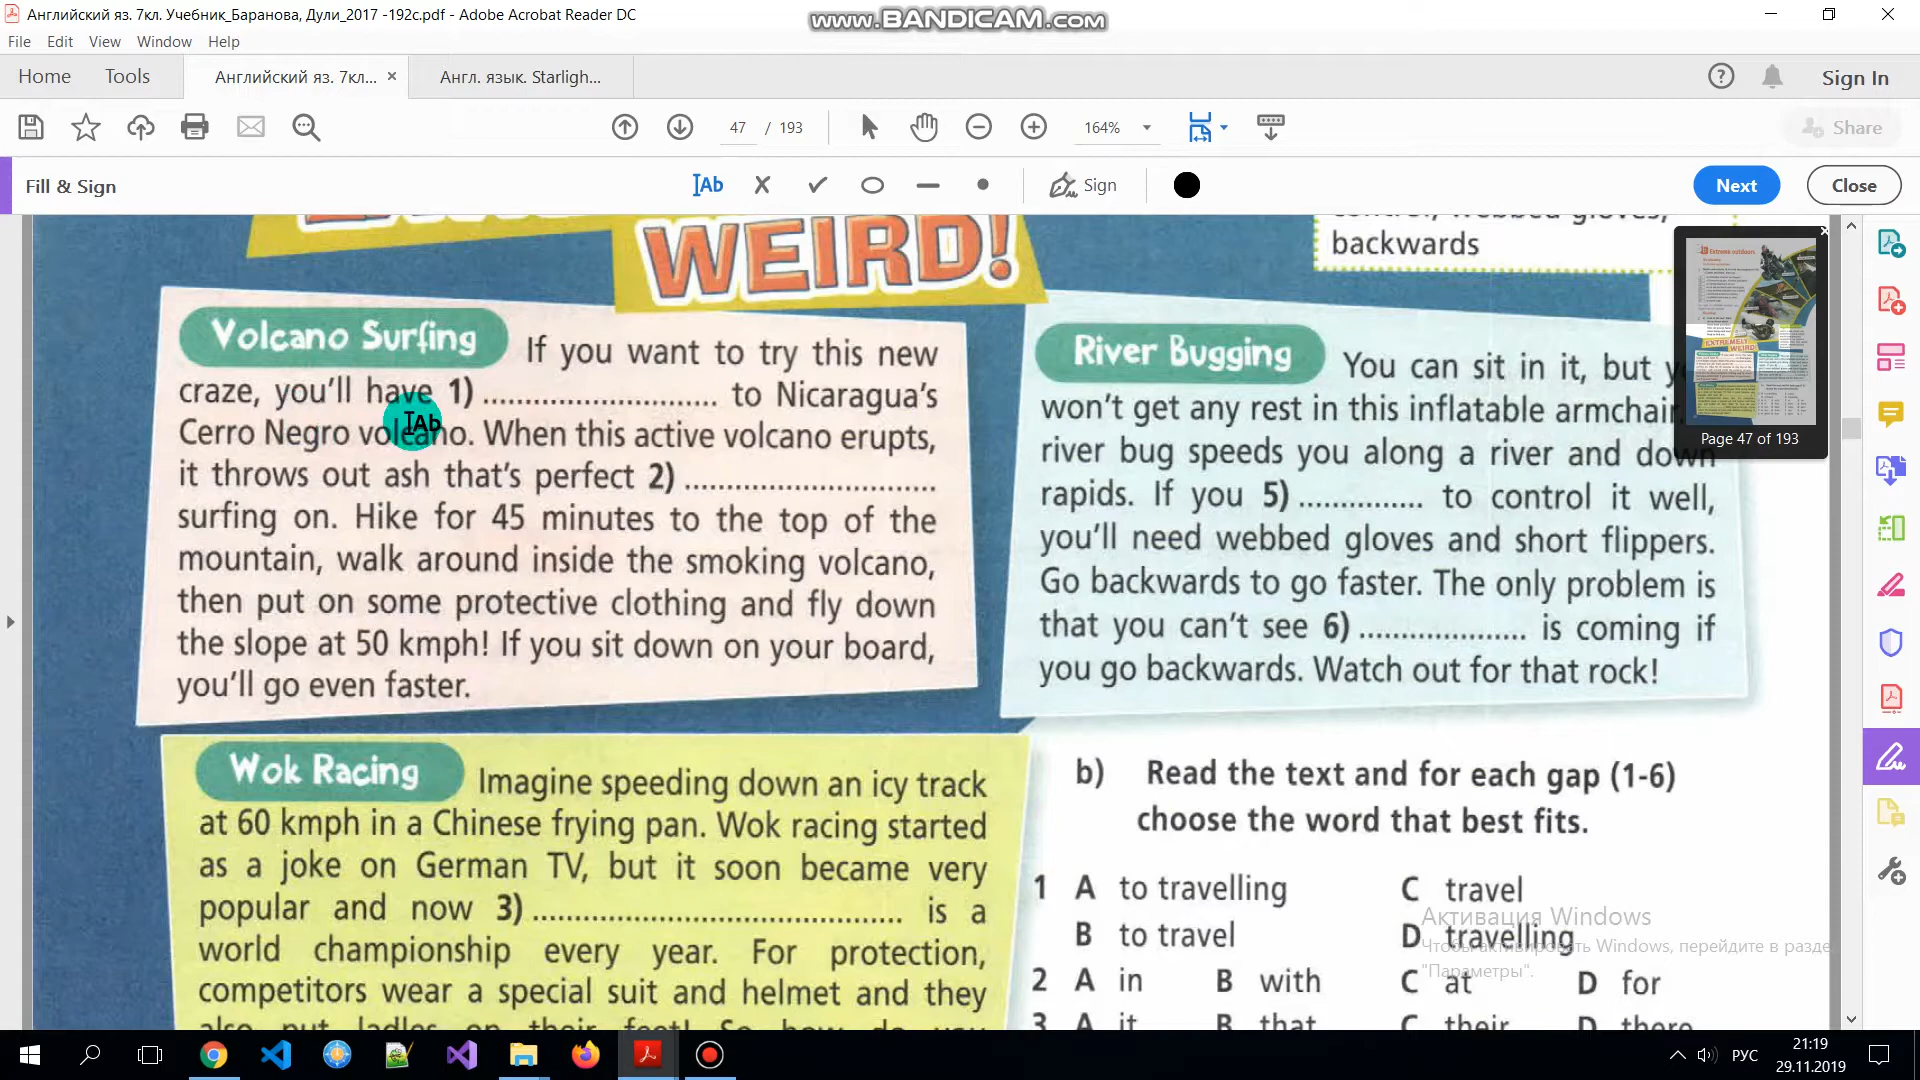 Английский яз. 7кл. Учебник_Баранова, Дули_2017 -192с.pdf - Adobe Acrobat Reader DC
www.BANDICAM.com
File Edit View Window Help
Home Tools Английский яз. 7кл... × Англ. язык. Starligh... Sign In
47 / 193 164% Share
Fill & Sign Ab Sign Next Close
WEIRD!
backwards
Page 47 of 193
Volcano Surfing If you want to try this new
craze, you'll have 1) .......................... to Nicaragua's
Cerro Negro volcano. When this active volcano erupts,
it throws out ash that's perfect 2) ............................
surfing on. Hike for 45 minutes to the top of the
mountain, walk around inside the smoking volcano,
then put on some protective clothing and fly down
the slope at 50 kmph! If you sit down on your board,
you'll go even faster.
River Bugging You can sit in it, but
won't get any rest in this inflatable armchair
river bug speeds you along a river and down
rapids. If you 5) .............. to control it well,
you'll need webbed gloves and short flippers.
Go backwards to go faster. The only problem is
that you can't see 6) ................... is coming if
you go backwards. Watch out for that rock!
Wok Racing Imagine speeding down an icy track
at 60 kmph in a Chinese frying pan. Wok racing started
as a joke on German TV, but it soon became very
popular and now 3) ......................................... is a
world championship every year. For protection,
competitors wear a special suit and helmet and they
b) Read the text and for each gap (1-6)
choose the word that best fits.
1 A to travelling C travel
B to travel D travelling
2 A in B with C at D for
3 A it B that C their D there
Активация Windows
Чтобы активировать Windows, перейдите в разде
"Параметры".
РУС
21:19
29.11.2019